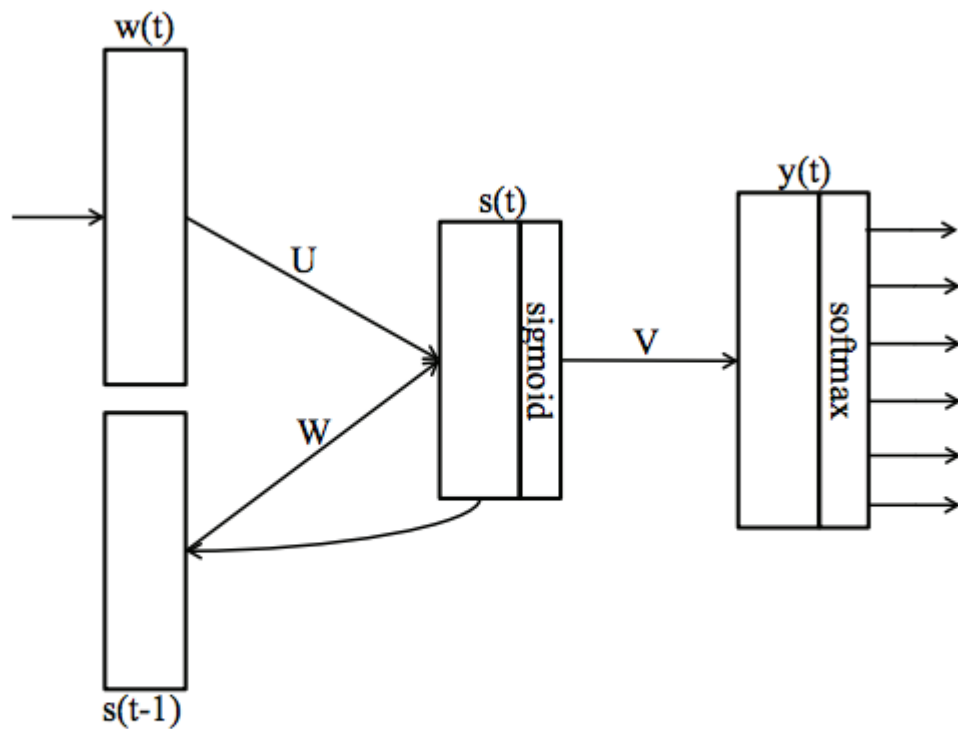 w(t)
U
W
s(t-1)
s(t)
sigmoid
V
y(t)
softmax